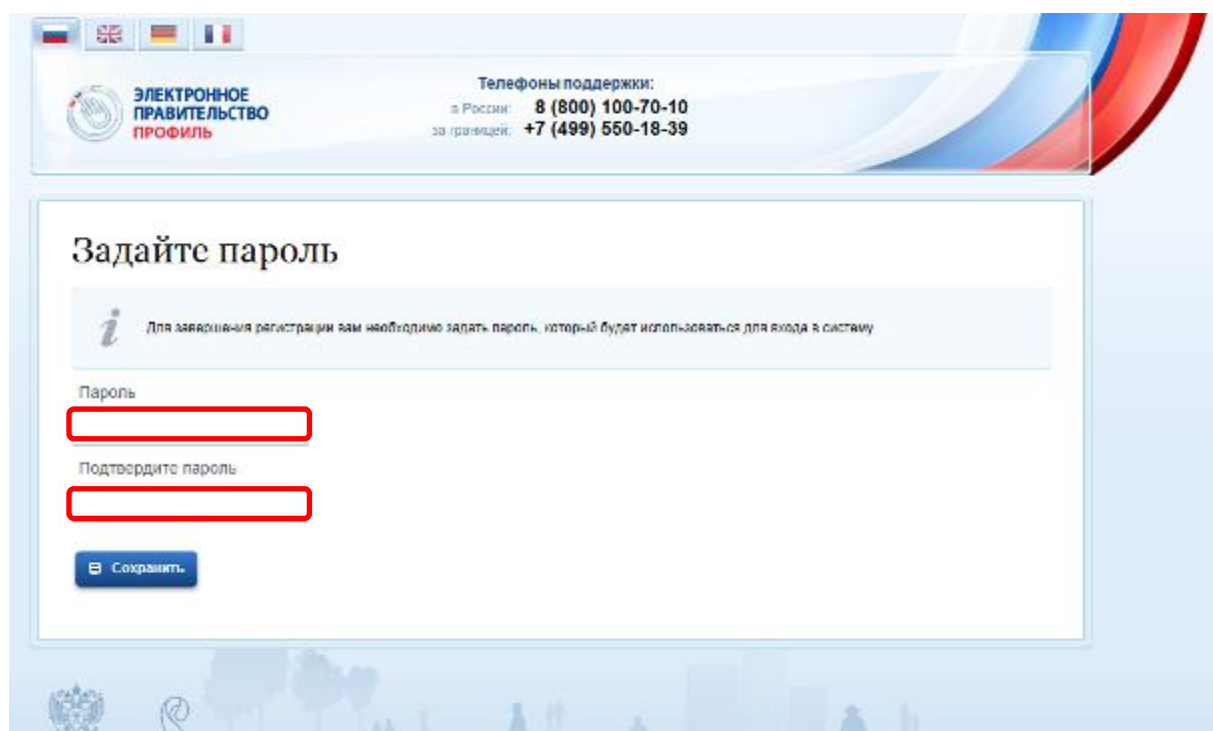 ЭЛЕКТРОННОЕ
ПРАВИТЕЛЬСТВО
ПРОФИЛЬ
Телефоны поддержки:
в России: 8 (800) 100-70-10
за границей: +7 (499) 550-18-39
Задайте пароль
Для завершения регистрации вам необходимо задать пароль, который будет использоваться для входа в систему
Пароль
Подтвердите пароль
Сохранить